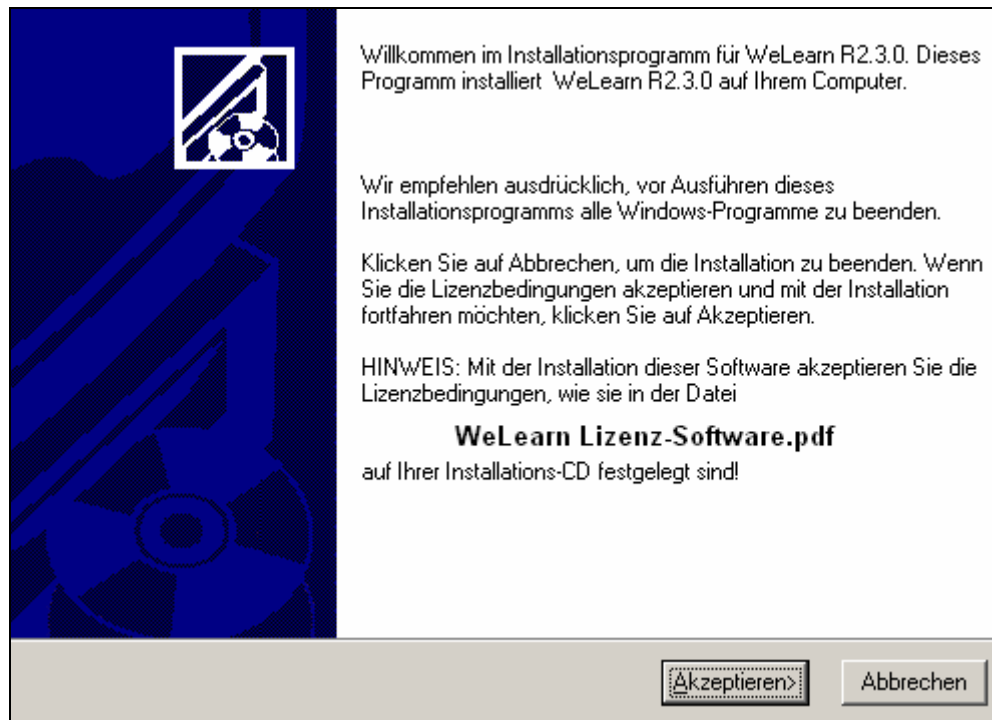 Willkommen im Installationsprogramm für WeLearn R2.3.0. Dieses
Programm installiert WeLearn R2.3.0 auf Ihrem Computer.
Wir empfehlen ausdrücklich, vor Ausführen dieses
Installationsprogramms alle Windows-Programme zu beenden.
Klicken Sie auf Abbrechen, um die Installation zu beenden. Wenn
Sie die Lizenzbedingungen akzeptieren und mit der Installation
fortfahren möchten, klicken Sie auf Akzeptieren.
HINWEIS: Mit der Installation dieser Software akzeptieren Sie die
Lizenzbedingungen, wie sie in der Datei
WeLearn Lizenz-Software.pdf
auf Ihrer Installations-CD festgelegt sind!
Akzeptieren> Abbrechen